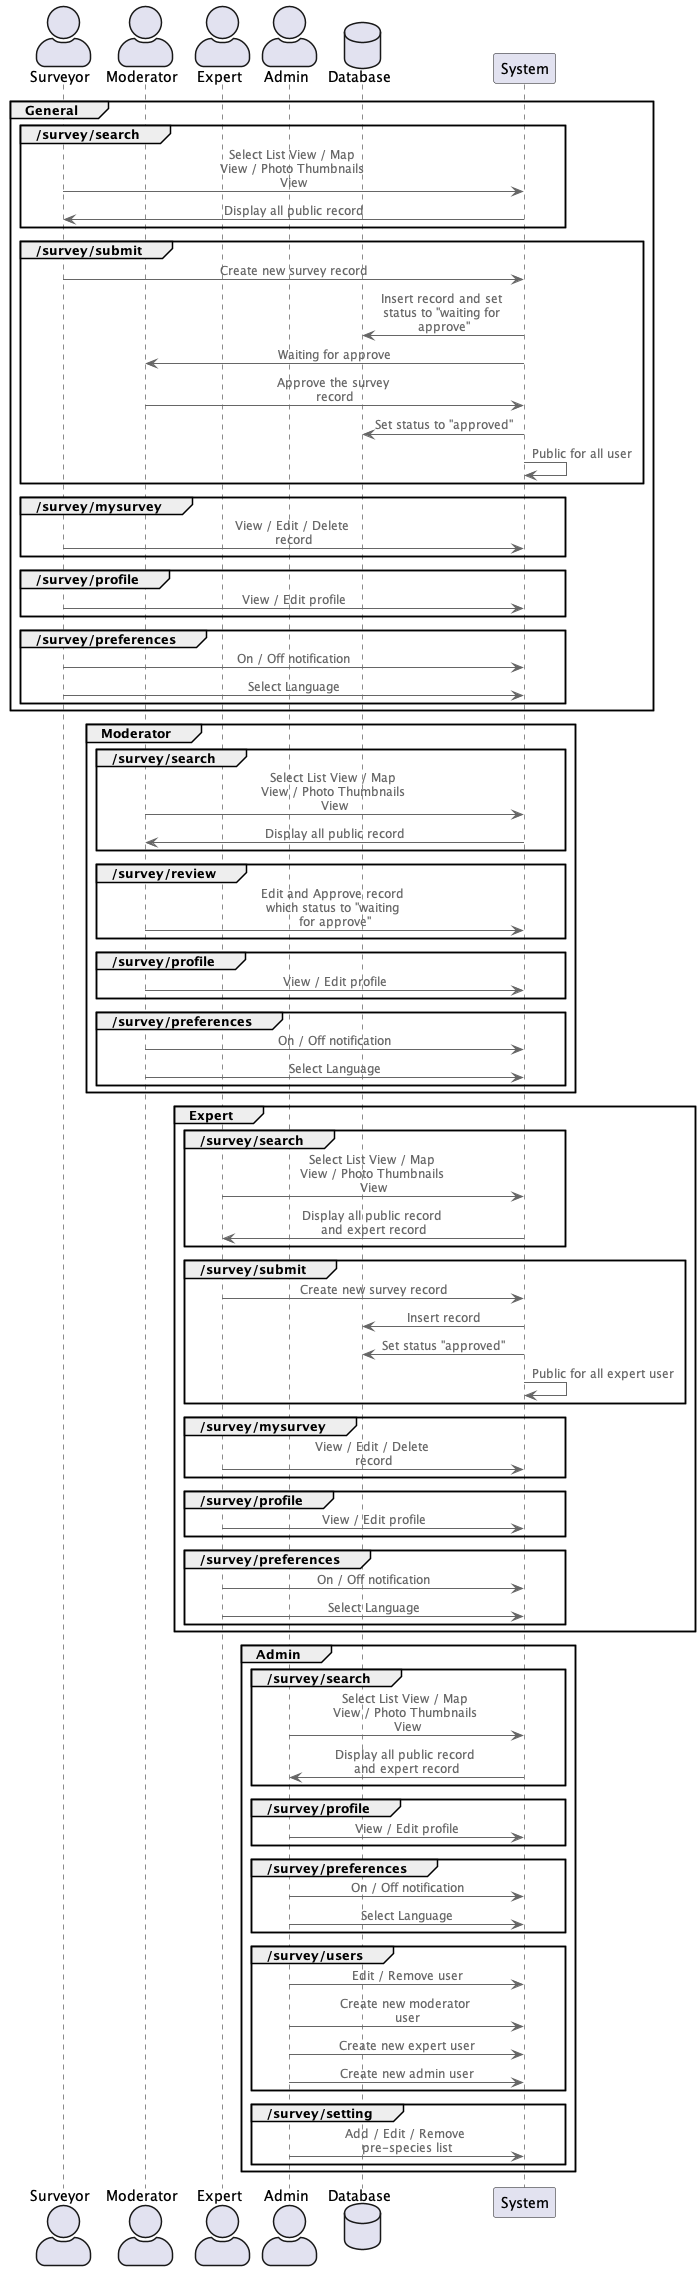 Surveyor Moderator Expert Admin Database System
General
/survey/search
Select List View / Map
View / Photo Thumbnails
View
Display all public record
/survey/submit
Create new survey record
Insert record and set
status to "waiting for
approve"
Waiting for approve
Approve the survey
record
Set status to "approved"
Public for all user
/survey/mysurvey
View / Edit / Delete
record
/survey/profile
View / Edit profile
/survey/preferences
On / Off notification
Select Language
Moderator
/survey/search
Select List View / Map
View / Photo Thumbnails
View
Display all public record
/survey/review
Edit and Approve record
which status to "waiting
for approve"
/survey/profile
View / Edit profile
/survey/preferences
On / Off notification
Select Language
Expert
/survey/search
Select List View / Map
View / Photo Thumbnails
View
Display all public record
and expert record
/survey/submit
Create new survey record
Insert record
Set status "approved"
Public for all expert user
/survey/mysurvey
View / Edit / Delete
record
/survey/profile
View / Edit profile
/survey/preferences
On / Off notification
Select Language
Admin
/survey/search
Select List View / Map
View / Photo Thumbnails
View
Display all public record
and expert record
/survey/profile
View / Edit profile
/survey/preferences
On / Off notification
Select Language
/survey/users
Edit / Remove user
Create new moderator
user
Create new expert user
Create new admin user
/survey/setting
Add / Edit / Remove
pre-species list
Surveyor Moderator Expert Admin Database System